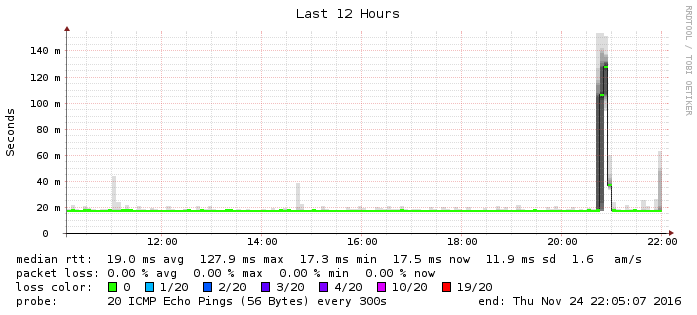 Last 12 Hours
RRDTOOL / TOBI OETIKER
Seconds
140 m
120 m
100 m
80 m
60 m
40 m
20 m
0
12:00 14:00 16:00 18:00 20:00 22:00
median rtt: 19.0 ms avg 127.9 ms max 17.3 ms min 17.5 ms now 11.9 ms sd 1.6 am/s
packet loss: 0.00 % avg 0.00 % max 0.00 % min 0.00 % now
loss color: 0 1/20 2/20 3/20 4/20 10/20 19/20
probe: 20 ICMP Echo Pings (56 Bytes) every 300s end: Thu Nov 24 22:05:07 2016